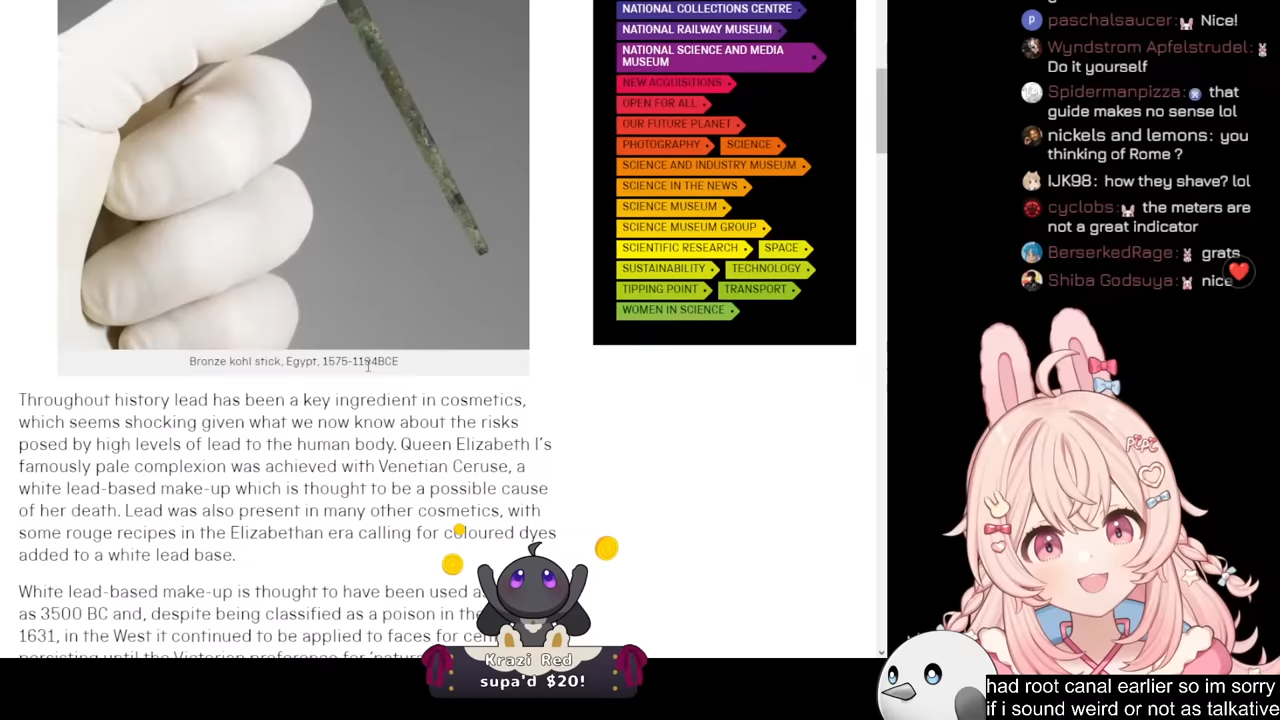 NATIONAL COLLECTIONS CENTRE
NATIONAL RAILWAY MUSEUM
NATIONAL SCIENCE AND MEDIA
MUSEUM
NEW ACQUISITIONS
OPEN FOR ALL
OUR FUTURE PLANET
PHOTOGRAPHY SCIENCE
SCIENCE AND INDUSTRY MUSEUM
SCIENCE IN THE NEWS
SCIENCE MUSEUM
SCIENCE MUSEUM GROUP
SCIENTIFIC RESEARCH SPACE
SUSTAINABILITY TECHNOLOGY
TIPPING POINT TRANSPORT
WOMEN IN SCIENCE
Bronze kohl stick, Egypt, 1575-1194BCE
Throughout history lead has been a key ingredient in cosmetics,
which seems shocking given what we now know about the risks
posed by high levels of lead to the human body. Queen Elizabeth I's
famously pale complexion was achieved with Venetian Ceruse, a
white lead-based make-up which is thought to be a possible cause
of her death. Lead was also present in many other cosmetics, with
some rouge recipes in the Elizabethan era calling for coloured dyes
added to a white lead base.
White lead-based make-up is thought to have been used
as 3500 BC and, despite being classified as a poison in the
1631, in the West it continued to be applied to faces for
persisting until the Victorian preference for
Krazi Red
supa'd $20!
paschalsaucer: Nice!
Wyndstrom Apfelstrudel:
Do it yourself
Spidermanpizza: that
guide makes no sense lol
nickels and lemons: you
thinking of Rome ?
IJK98: how they shave? lol
cyclobs: the meters are
not a great indicator
BerserkedRage: grats
Shiba Godsuya: nice
PiPi
had root canal earlier so im sorry
if i sound weird or not as talkative